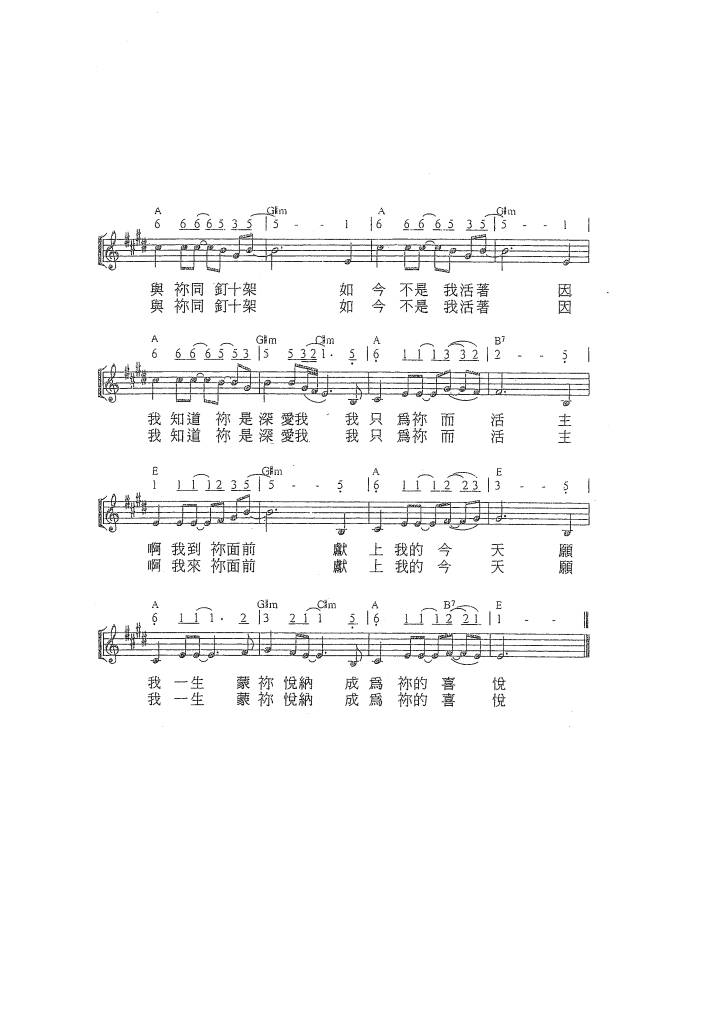 A G#m A G#m
6 6 6 6 5 3 5 | 5 - - 1 | 6 6 6 6 5 3 5 | 5 - - 1 |
與 祢同 釘十架 如 今 不是 我活著 因
與 祢同 釘十架 如 今 不是 我活著 因
A G#m C#m A B7
6 6 6 6 5 5 3 | 5 5 3 2 1 · 5 | 6 1 1 1 3 3 2 | 2 - - 5 |
我 知道 祢 是 深 愛我 我 只 爲祢 而 活 主
我 知道 祢 是 深 愛我 我 只 爲祢 而 活 主
E G#m A E
1 1 1 1 2 3 5 | 5 - - 5 | 6 1 1 1 2 2 3 | 3 - - 5 |
啊 我到 祢面前 獻 上 我的 今 天 願
啊 我來 祢面前 獻 上 我的 今 天 願
A G#m C#m A B7 E
6 1 1 1 · 2 | 3 2 1 1 5 | 6 1 1 1 2 2 1 | 1 - - ||
我 一生 蒙 祢 悅納 成 爲 祢的 喜 悅
我 一生 蒙 祢 悅納 成 爲 祢的 喜 悅